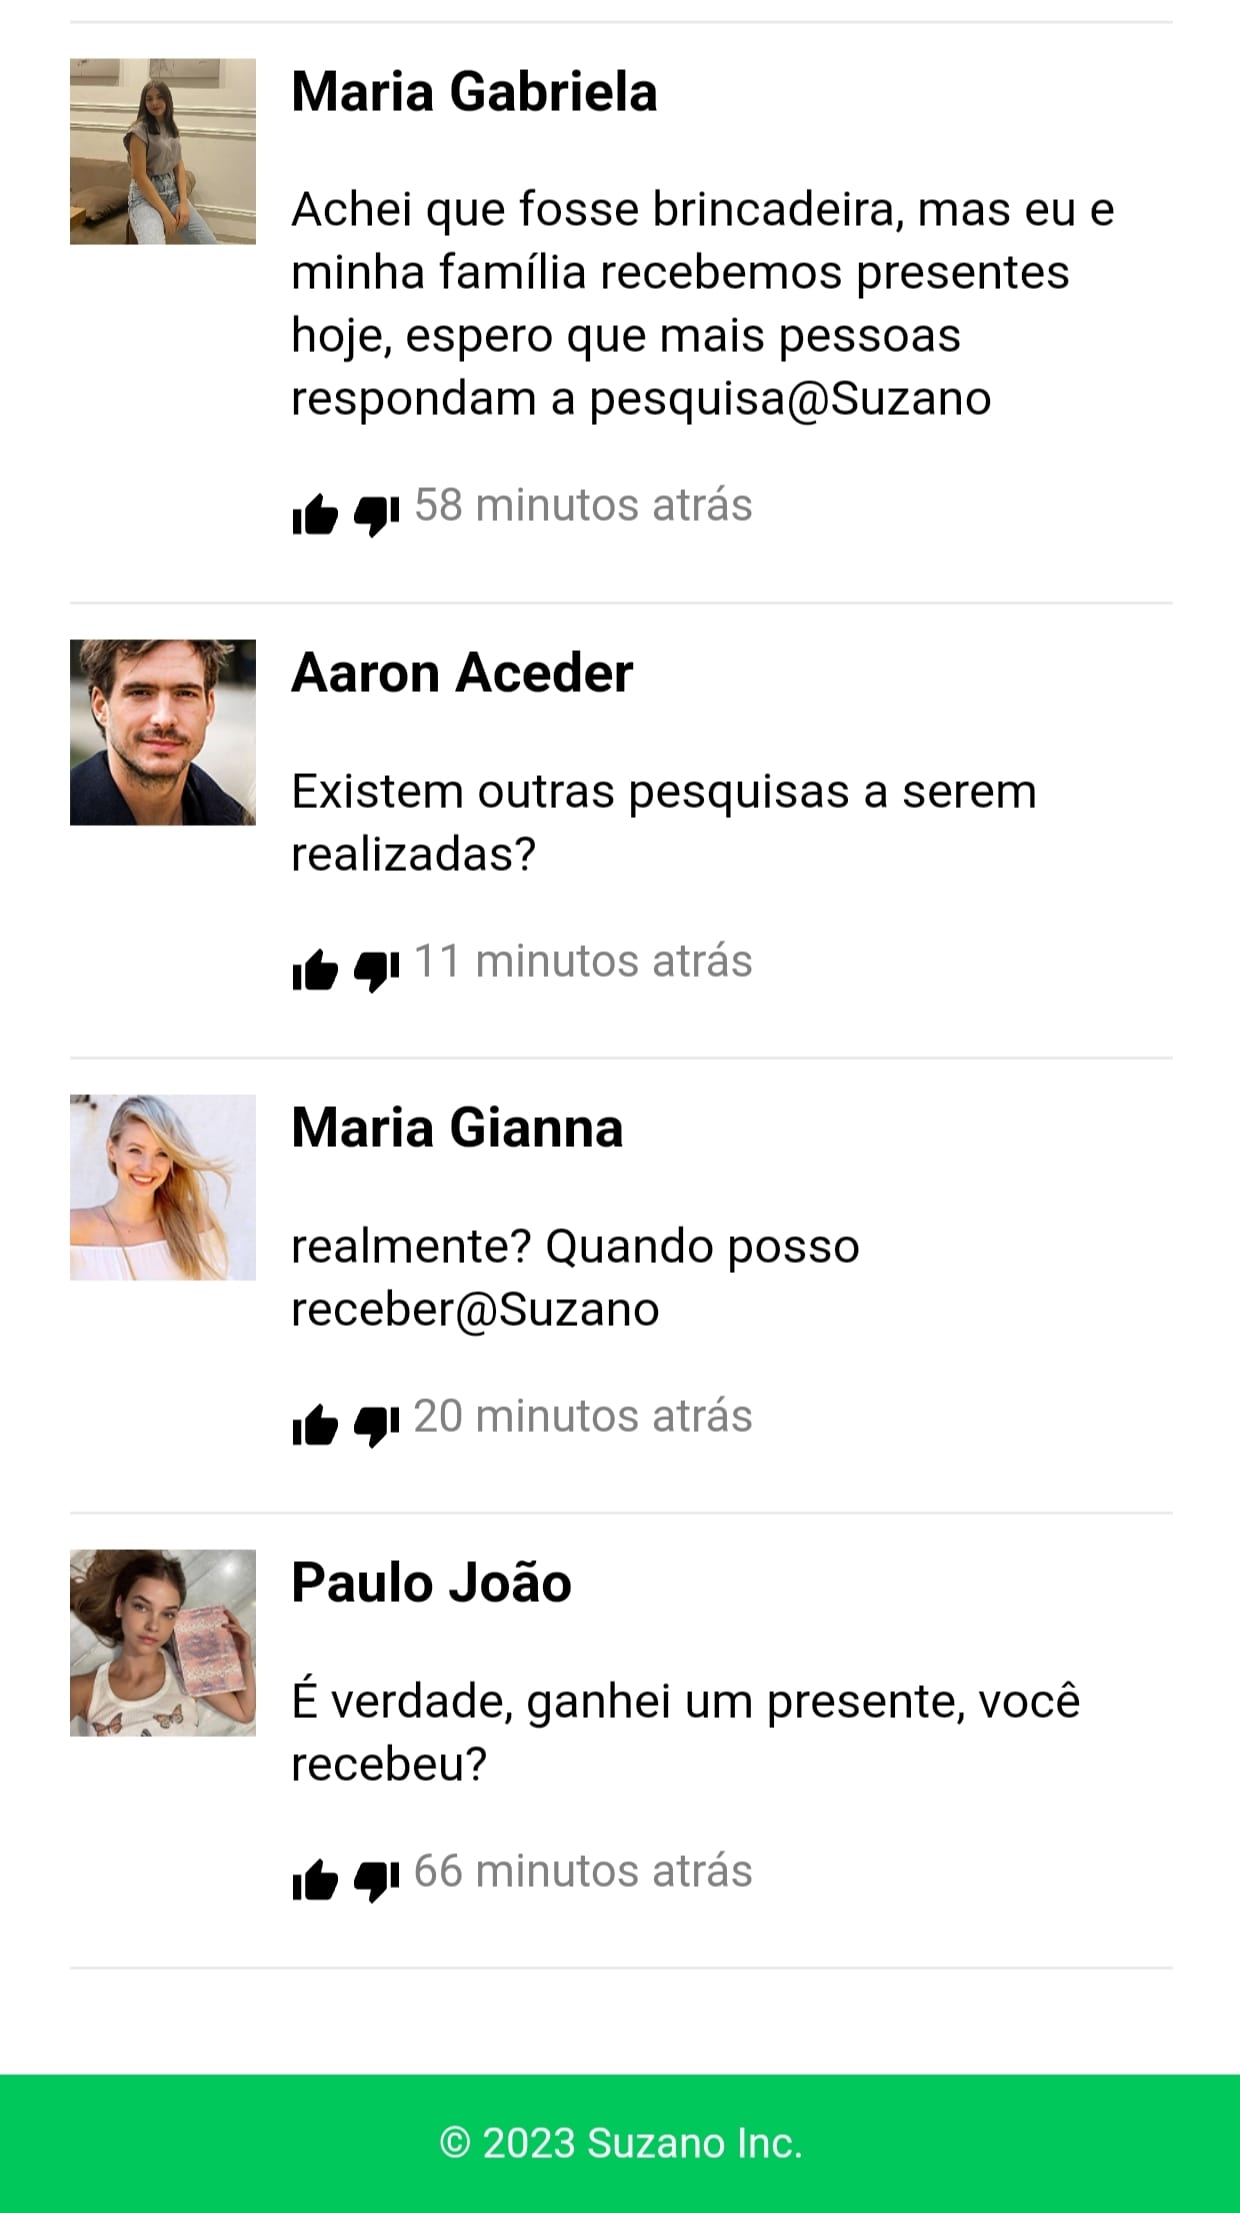 Maria Gabriela
Achei que fosse brincadeira, mas eu e
minha família recebemos presentes
hoje, espero que mais pessoas
respondam a pesquisa@Suzano
58 minutos atrás
Aaron Aceder
Existem outras pesquisas a serem
realizadas?
11 minutos atrás
Maria Gianna
realmente? Quando posso
receber@Suzano
20 minutos atrás
Paulo João
É verdade, ganhei um presente, você
recebeu?
66 minutos atrás
© 2023 Suzano Inc.